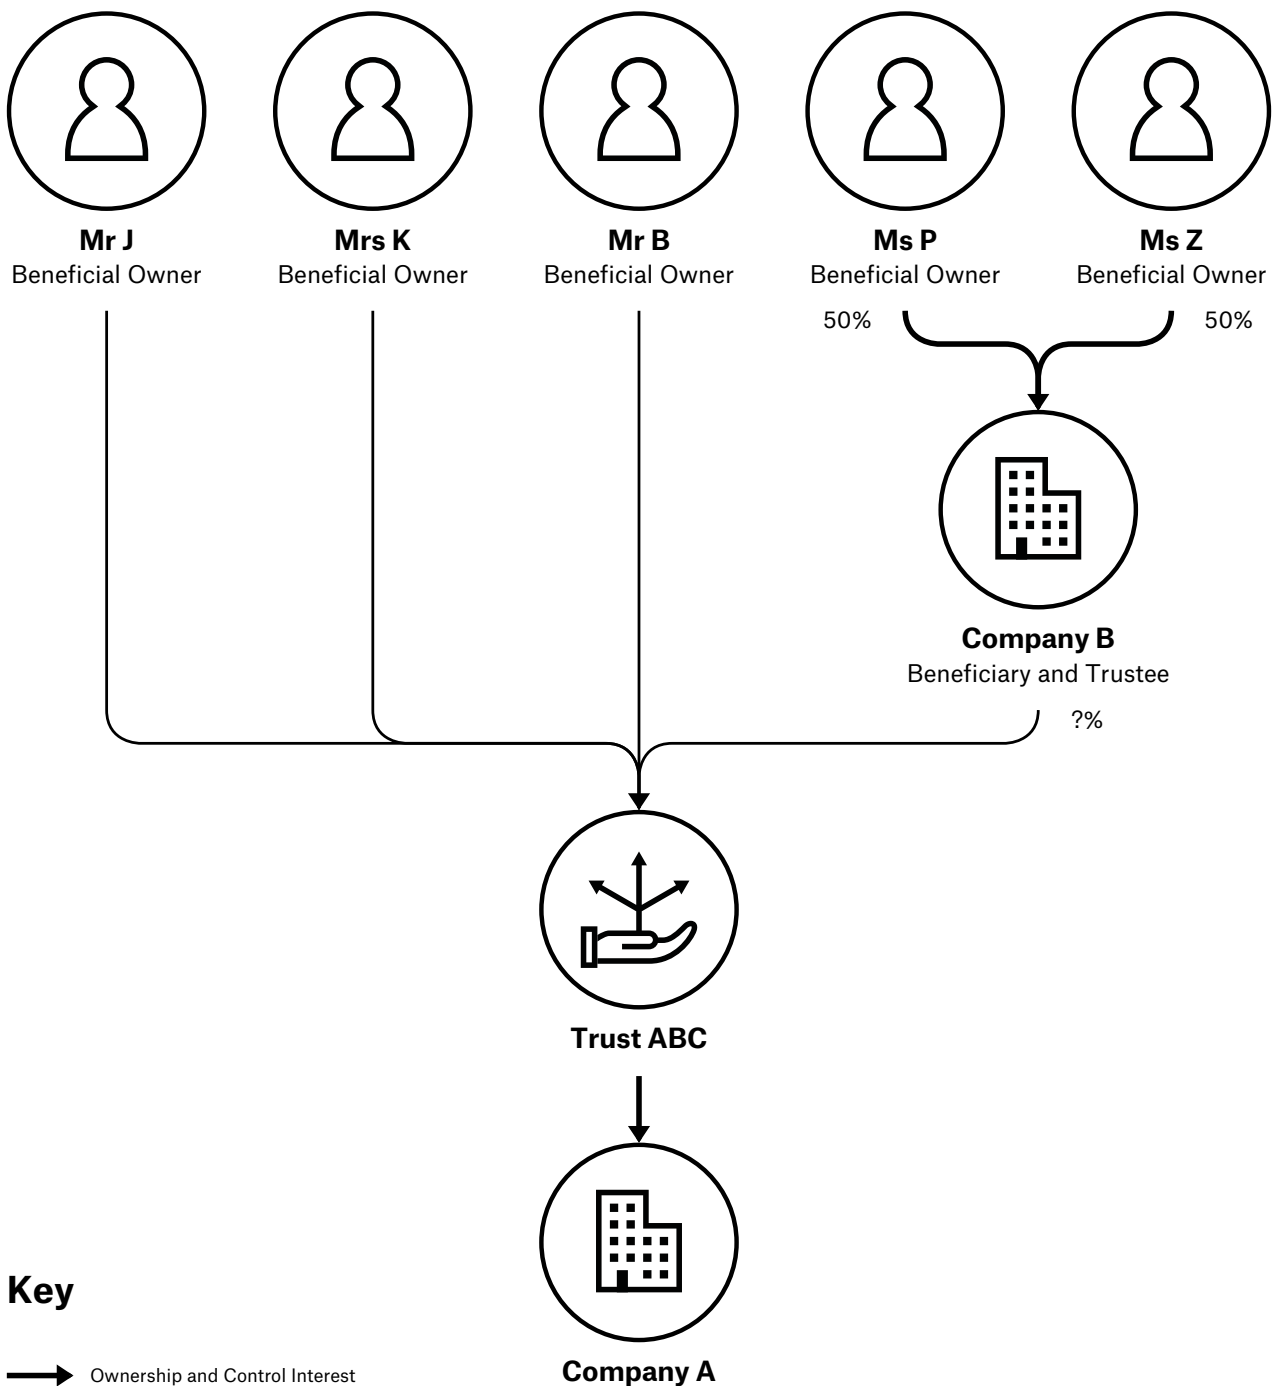 Mr J
Beneficial Owner
Mrs K
Beneficial Owner
Mr B
Beneficial Owner
Ms P
Beneficial Owner
Ms Z
Beneficial Owner
50%
50%
Company B
Beneficiary and Trustee
?%
Trust ABC
Company A
Key
Ownership and Control Interest